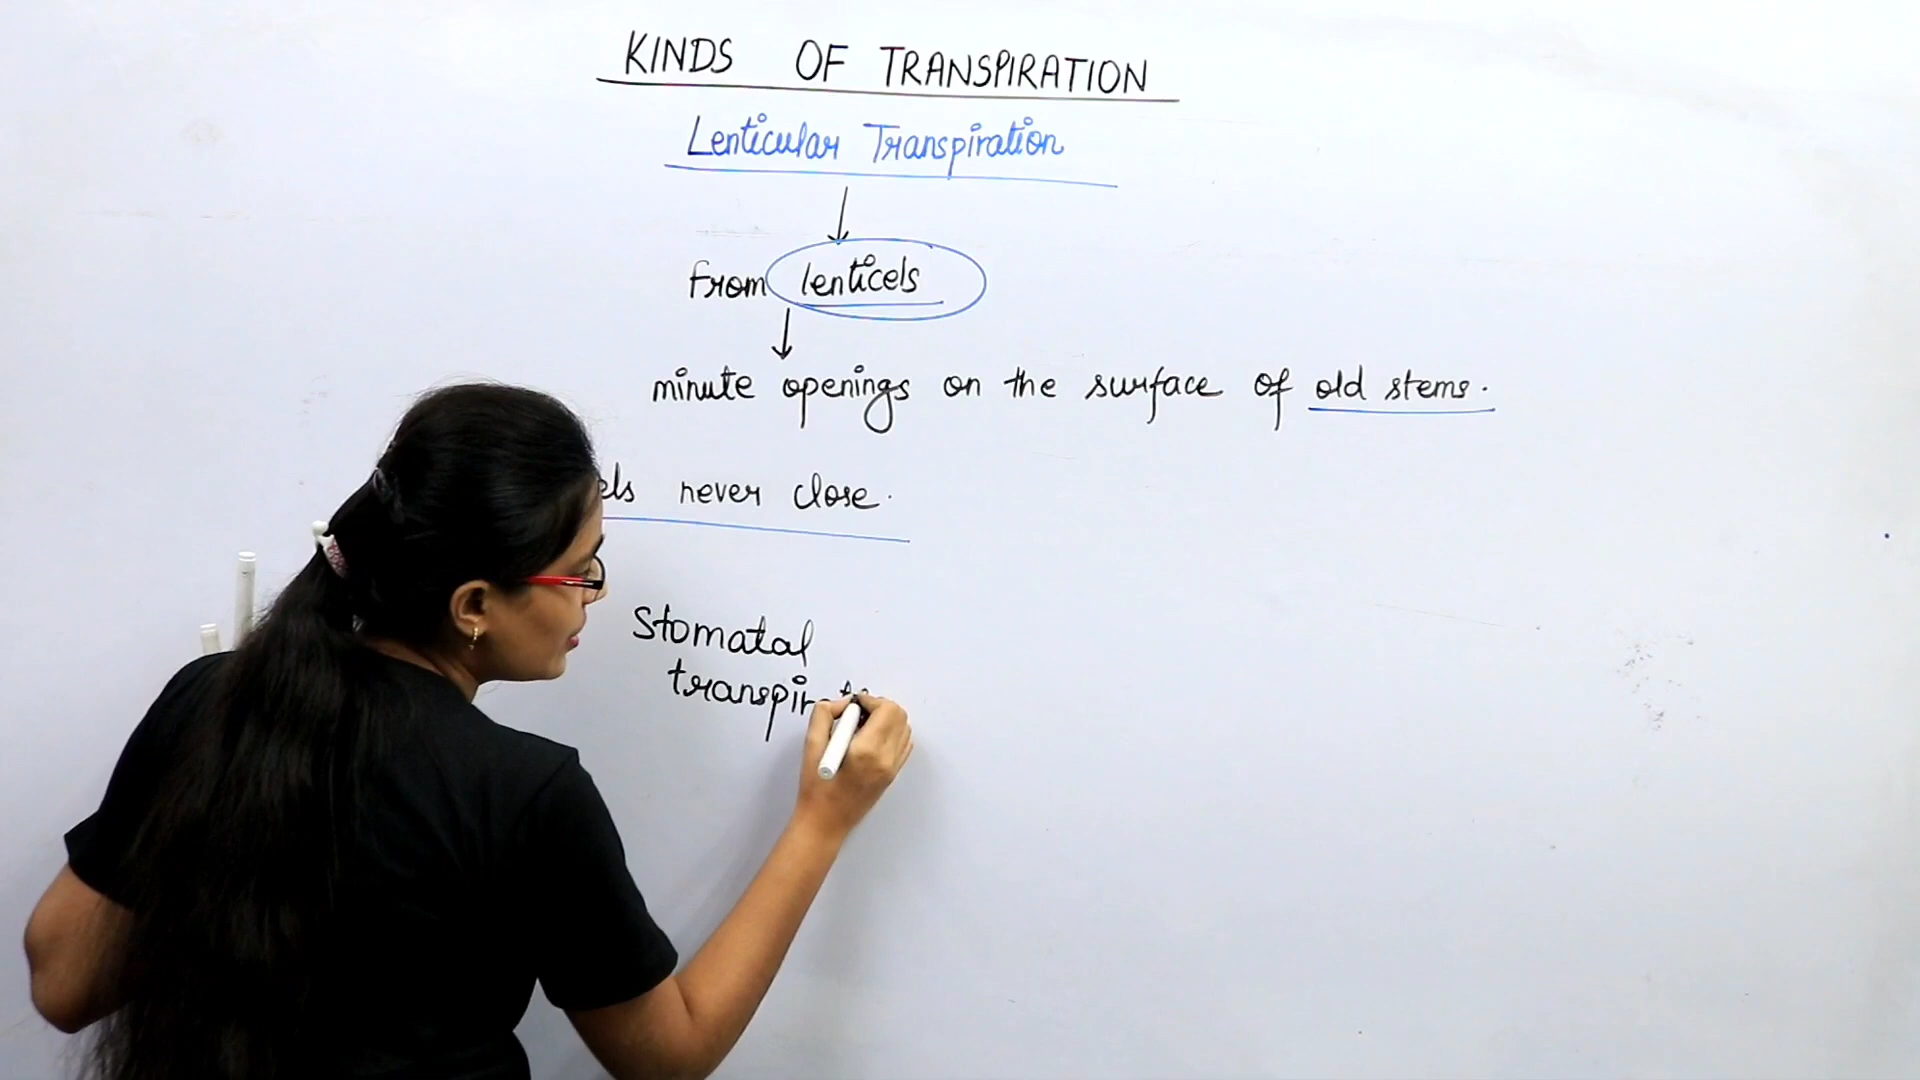 KINDS OF TRANSPIRATION
Lenticular Transpiration
From lenticels
minute openings on the surface of old stems.
never close.
Stomatal